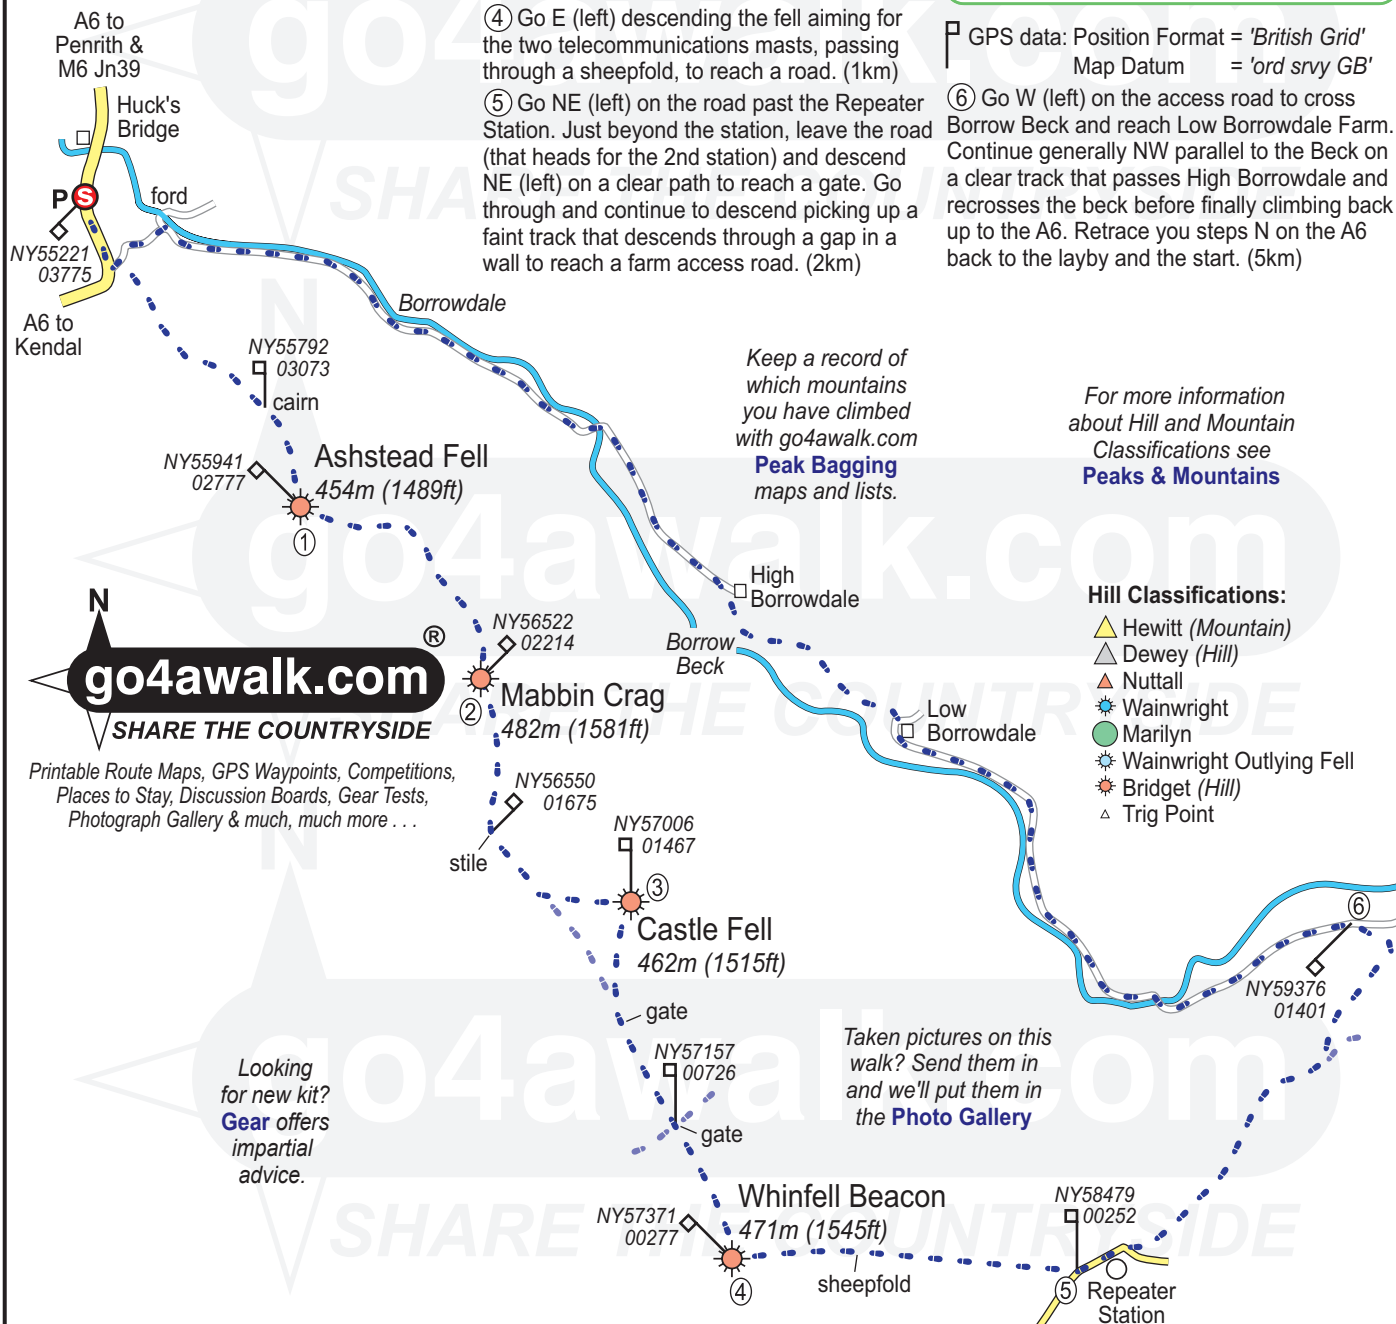 ④ Go E (left) descending the fell aiming for
the two telecommunications masts, passing
through a sheepfold, to reach a road. (1km)
⑤ Go NE (left) on the road past the Repeater
Station. Just beyond the station, leave the road
(that heads for the 2nd station) and descend
NE (left) on a clear path to reach a gate. Go
through and continue to descend picking up a
faint track that descends through a gap in a
wall to reach a farm access road. (2km)
GPS data: Position Format = 'British Grid'
Map Datum = 'ord srvy GB'
⑥ Go W (left) on the access road to cross
Borrow Beck and reach Low Borrowdale Farm.
Continue generally NW parallel to the Beck on
a clear track that passes High Borrowdale and
recrosses the beck before finally climbing back
up to the A6. Retrace you steps N on the A6
back to the layby and the start. (5km)
A6 to
Penrith &
M6 Jn39
Huck's
Bridge
P S
ford
NY55221
03775
A6 to
Kendal
Borrowdale
NY55792
03073
cairn
NY55941
02777
Ashstead Fell
454m (1489ft)
①
Keep a record of
which mountains
you have climbed
with go4awalk.com
Peak Bagging
maps and lists.
For more information
about Hill and Mountain
Classifications see
Peaks & Mountains
High
Borrowdale
Borrow
Beck
Hill Classifications:
Hewitt (Mountain)
Dewey (Hill)
Nuttall
Wainwright
Marilyn
Wainwright Outlying Fell
Bridget (Hill)
Trig Point
N
go4awalk.com ®
SHARE THE COUNTRYSIDE
Printable Route Maps, GPS Waypoints, Competitions,
Places to Stay, Discussion Boards, Gear Tests,
Photograph Gallery & much, much more . . .
NY56522
02214
Mabbin Crag
482m (1581ft)
②
Low
Borrowdale
NY56550
01675
stile
NY57006
01467
③
Castle Fell
462m (1515ft)
gate
NY57157
00726
gate
⑥
NY59376
01401
Looking
for new kit?
Gear offers
impartial
advice.
Taken pictures on this
walk? Send them in
and we'll put them in
the Photo Gallery
Whinfell Beacon
471m (1545ft)
NY57371
00277
④
sheepfold
NY58479
00252
⑤
Repeater
Station
go4awalk.com
SHARE THE COUNTRYSIDE
N
go4awalk.com
SHARE THE COUNTRYSIDE
N
go4awalk.com
SHARE THE COUNTRYSIDE